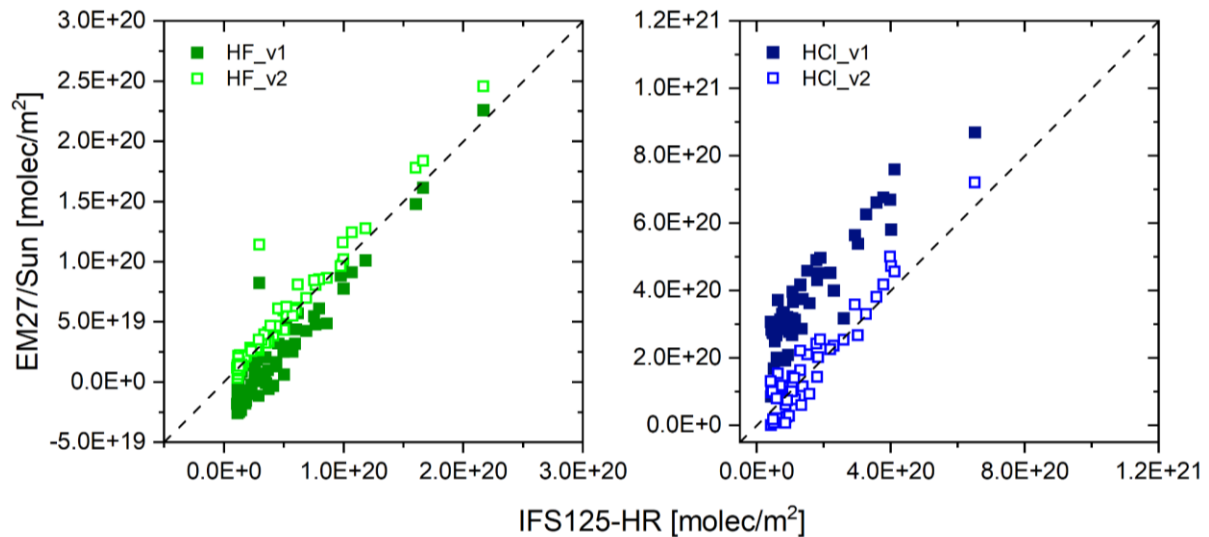 EM27/Sun [molec/m²]
3.0E+20
2.5E+20
2.0E+20
1.5E+20
1.0E+20
5.0E+19
0.0E+0
-5.0E+19
HF_v1
HF_v2
0.0E+0 1.0E+20 2.0E+20 3.0E+20
1.2E+21
1.0E+21
8.0E+20
6.0E+20
4.0E+20
2.0E+20
0.0E+0
HCl_v1
HCl_v2
0.0E+0 4.0E+20 8.0E+20 1.2E+21
IFS125-HR [molec/m²]